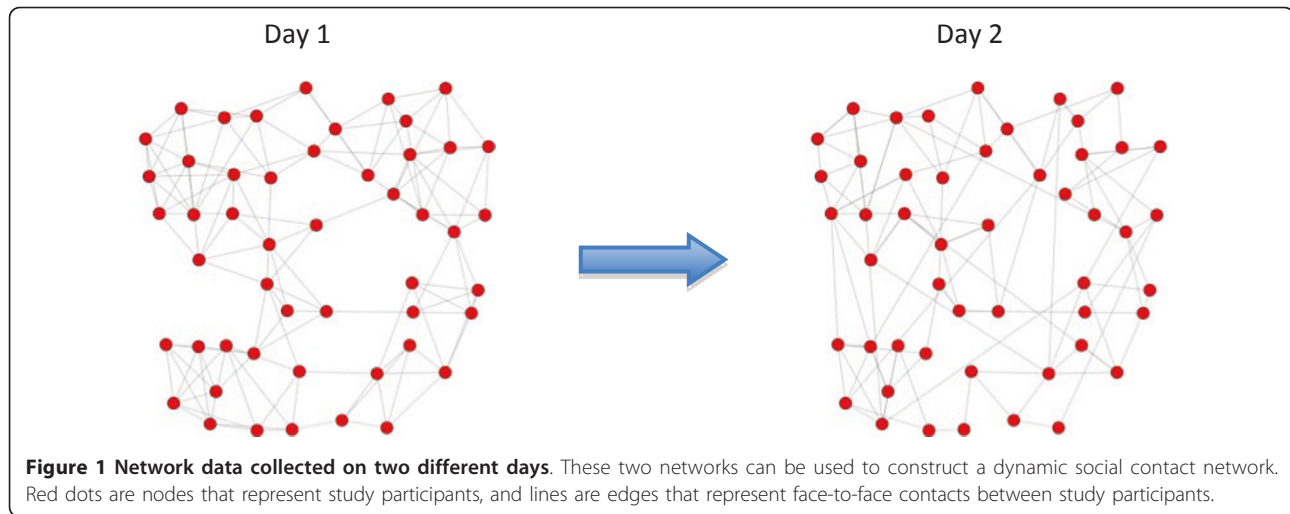 Day 1
Day 2
Figure 1 Network data collected on two different days. These two networks can be used to construct a dynamic social contact network.
Red dots are nodes that represent study participants, and lines are edges that represent face-to-face contacts between study participants.